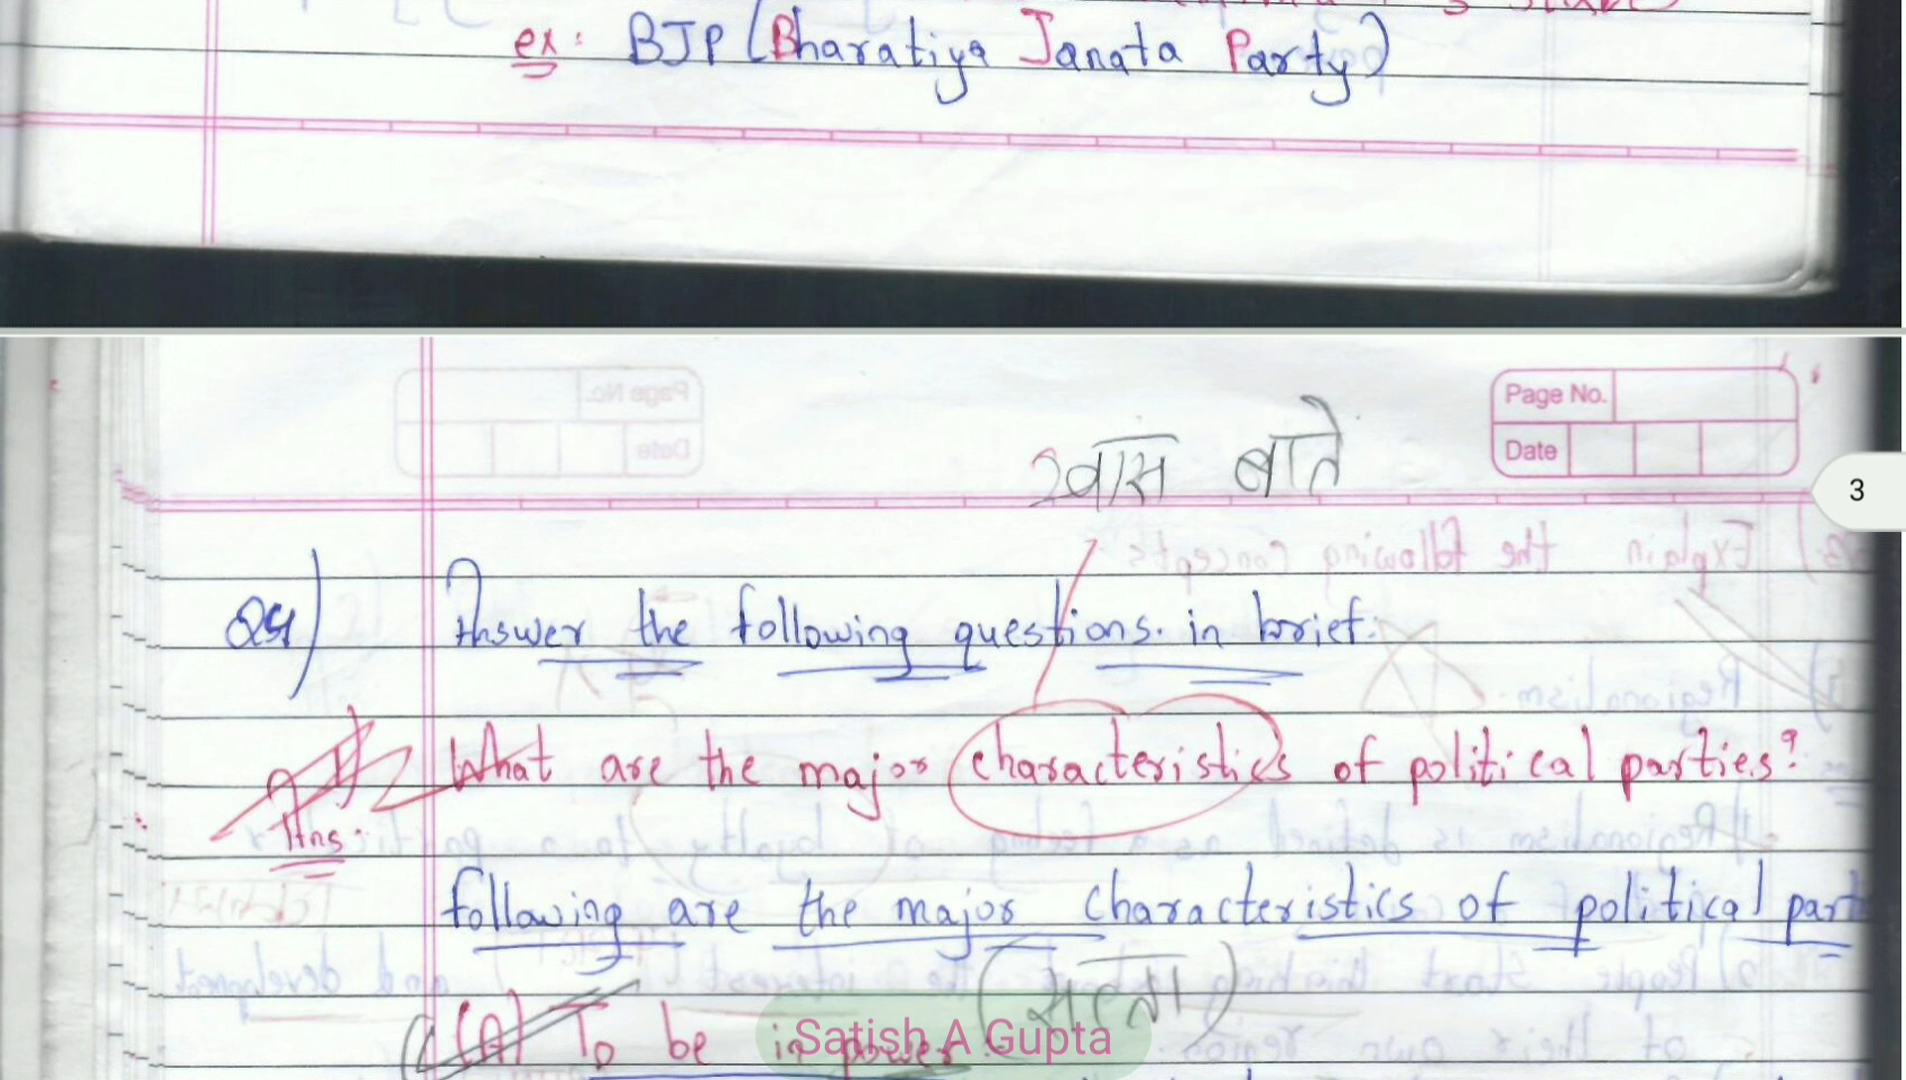 ex: BJP (Bharatiya Janata Party)
Page No.
Date
खास बाते
3
Q4) Answer the following questions. in brief.
What are the major characteristics of political parties?
Ans.
following are the major characteristics of political part
(सत्ता)
(A) To be in power.
Satish A Gupta